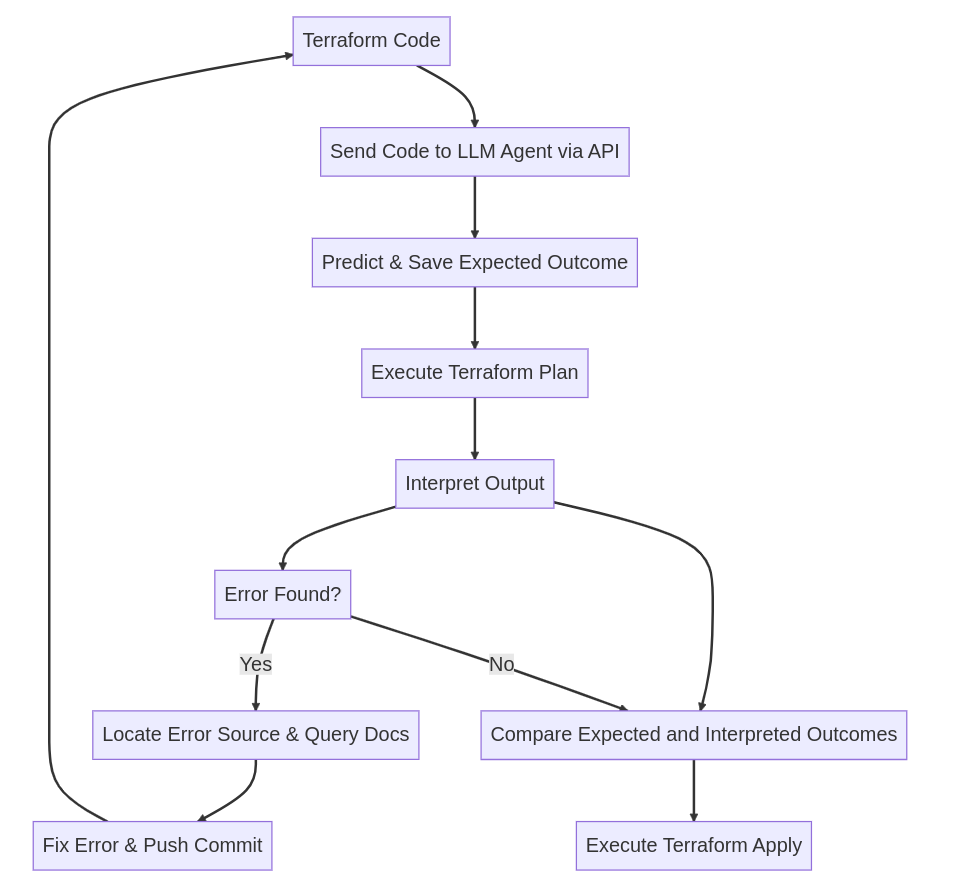 Terraform Code
Send Code to LLM Agent via API
Predict & Save Expected Outcome
Execute Terraform Plan
Interpret Output
Error Found?
Yes
No
Locate Error Source & Query Docs
Compare Expected and Interpreted Outcomes
Fix Error & Push Commit
Execute Terraform Apply